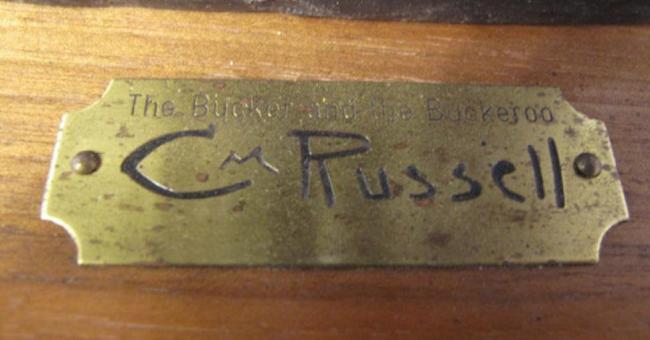 The Bucker and the Buckeroo
CM Russell